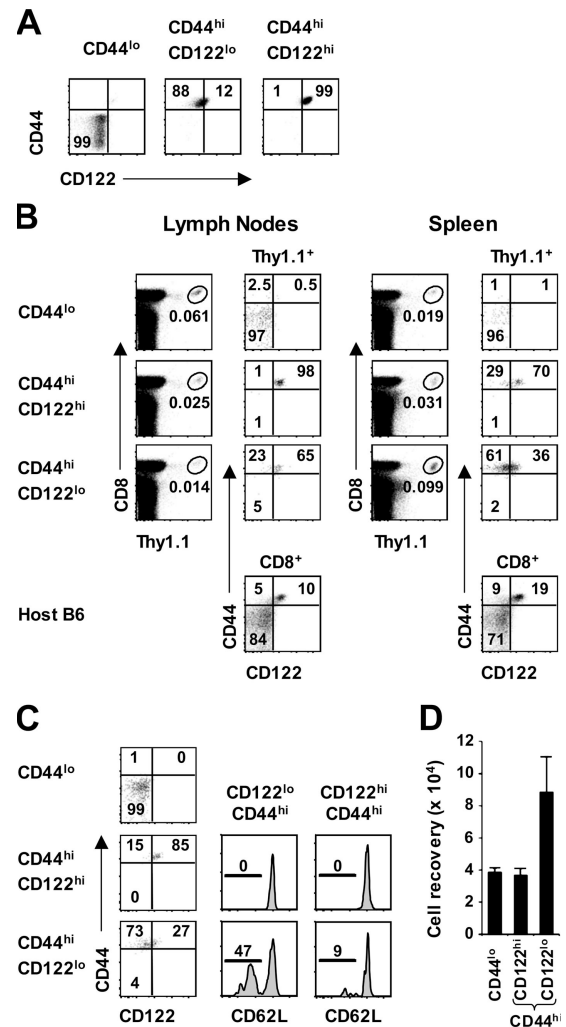 A
CD44lo
CD44hi CD122lo
CD44hi CD122hi
99
88 12
1 99
CD44
CD122
B
Lymph Nodes
Spleen
Thy1.1+
Thy1.1+
CD44lo
0.061
2.5 0.5
97
0.019
1 1
96
CD44hi CD122hi
0.025
1 98
1
0.031
29 70
1
CD44hi CD122lo
0.014
23 65
5
0.099
61 36
2
CD8
Thy1.1
CD8
Thy1.1
Host B6
CD8+
5 10
84
CD44
CD122
CD8+
9 19
71
CD44
CD122
C
CD44lo
1 0
99
CD122lo CD44hi
CD122hi CD44hi
CD44hi CD122hi
15 85
0
0
0
CD44hi CD122lo
73 27
4
47
9
CD44
CD122
CD62L
CD62L
D
Cell recovery (x 10^4)
12
10
8
6
4
2
0
CD44lo
CD122hi
CD122lo
CD44hi